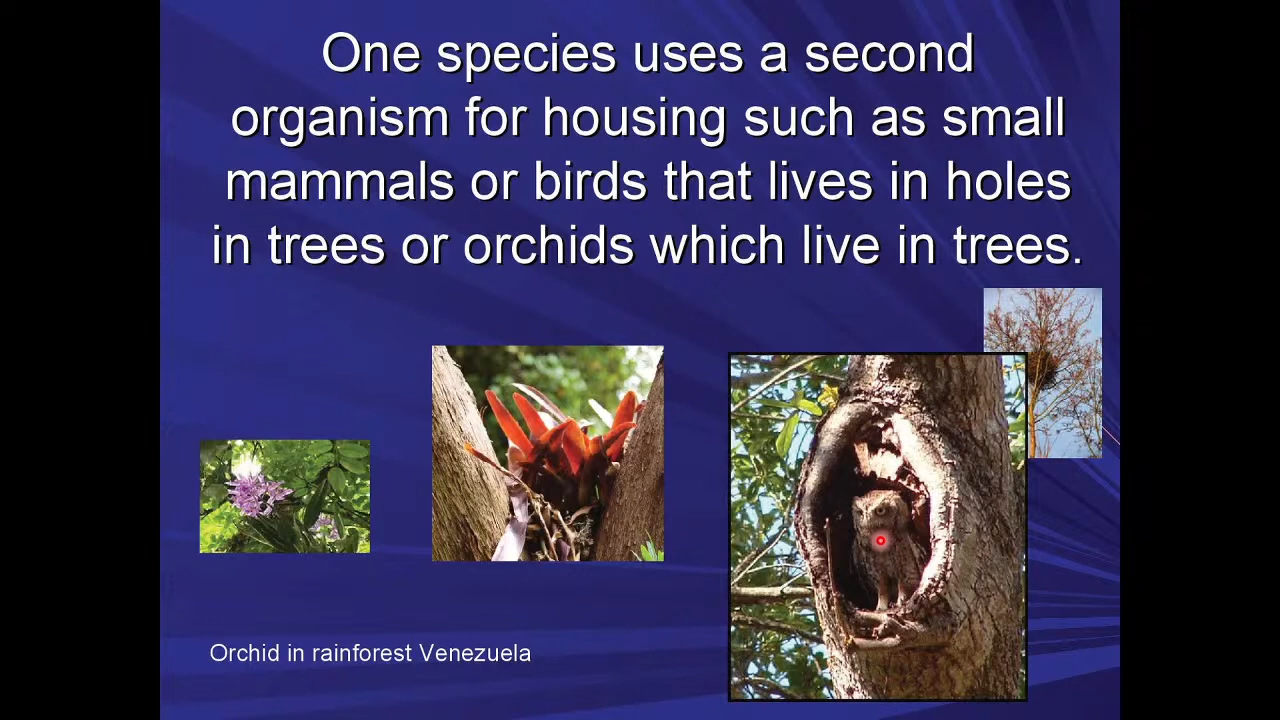 One species uses a second
organism for housing such as small
mammals or birds that lives in holes
in trees or orchids which live in trees.
Orchid in rainforest Venezuela